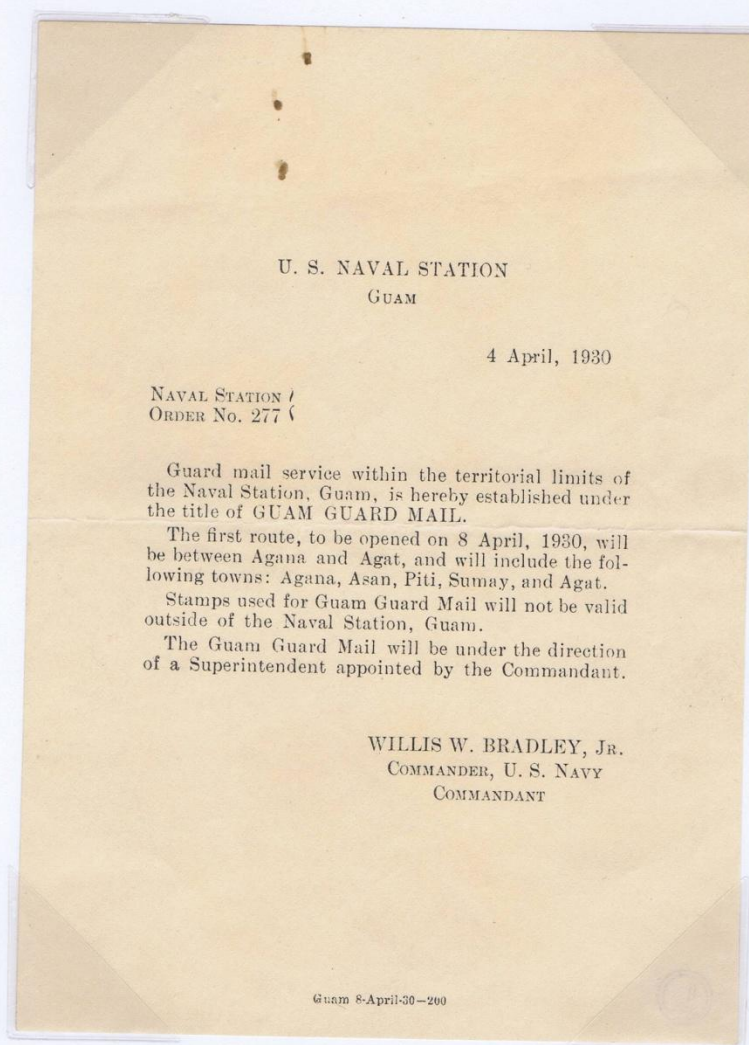 U. S. NAVAL STATION
GUAM
4 April, 1930
NAVAL STATION
ORDER NO. 277
Guard mail service within the territorial limits of
the Naval Station, Guam, is hereby established under
the title of GUAM GUARD MAIL.
The first route, to be opened on 8 April, 1930, will
be between Agana and Agat, and will include the fol-
lowing towns: Agana, Asan, Piti, Sumay, and Agat.
Stamps used for Guam Guard Mail will not be valid
outside of the Naval Station, Guam.
The Guam Guard Mail will be under the direction
of a Superintendent appointed by the Commandant.
WILLIS W. BRADLEY, JR.
COMMANDER, U. S. NAVY
COMMANDANT
Guam 8-April-30—200